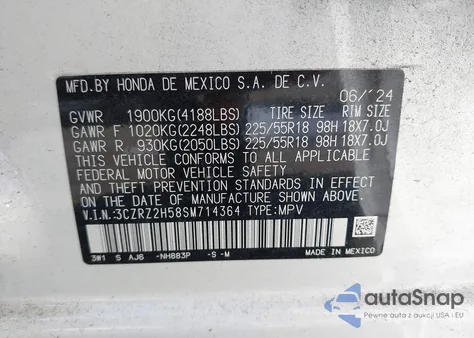 MFD.BY HONDA DE MEXICO S.A. DE C.V.
06/´24
GVWR 1900KG(4188LBS) TIRE SIZE RIM SIZE
GAWR F 1020KG(2248LBS) 225/55R18 98H 18X7.0J
GAWR R 930KG(2050LBS) 225/55R18 98H 18X7.0J
THIS VEHICLE CONFORMS TO ALL APPLICABLE
FEDERAL MOTOR VEHICLE SAFETY
AND THEFT PREVENTION STANDARDS IN EFFECT
ON THE DATE OF MANUFACTURE SHOWN ABOVE.
V.I.N.:3CZRZ2H58SM714364 TYPE:MPV
3W1 S AJ6 -NH883P -S -M
MADE IN MEXICO
autoSnap
Auction purchase from USA i EU